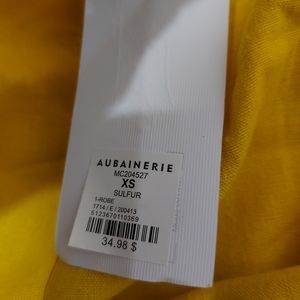 AUBAINERIE
MC204527
XS
SULFUR
1-ROBE
1714 / E / 200413
5123670110369
34.98 $